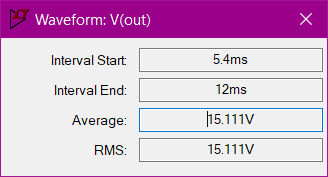 Waveform: V(out)
Interval Start: 5.4ms
Interval End: 12ms
Average: 15.111V
RMS: 15.111V